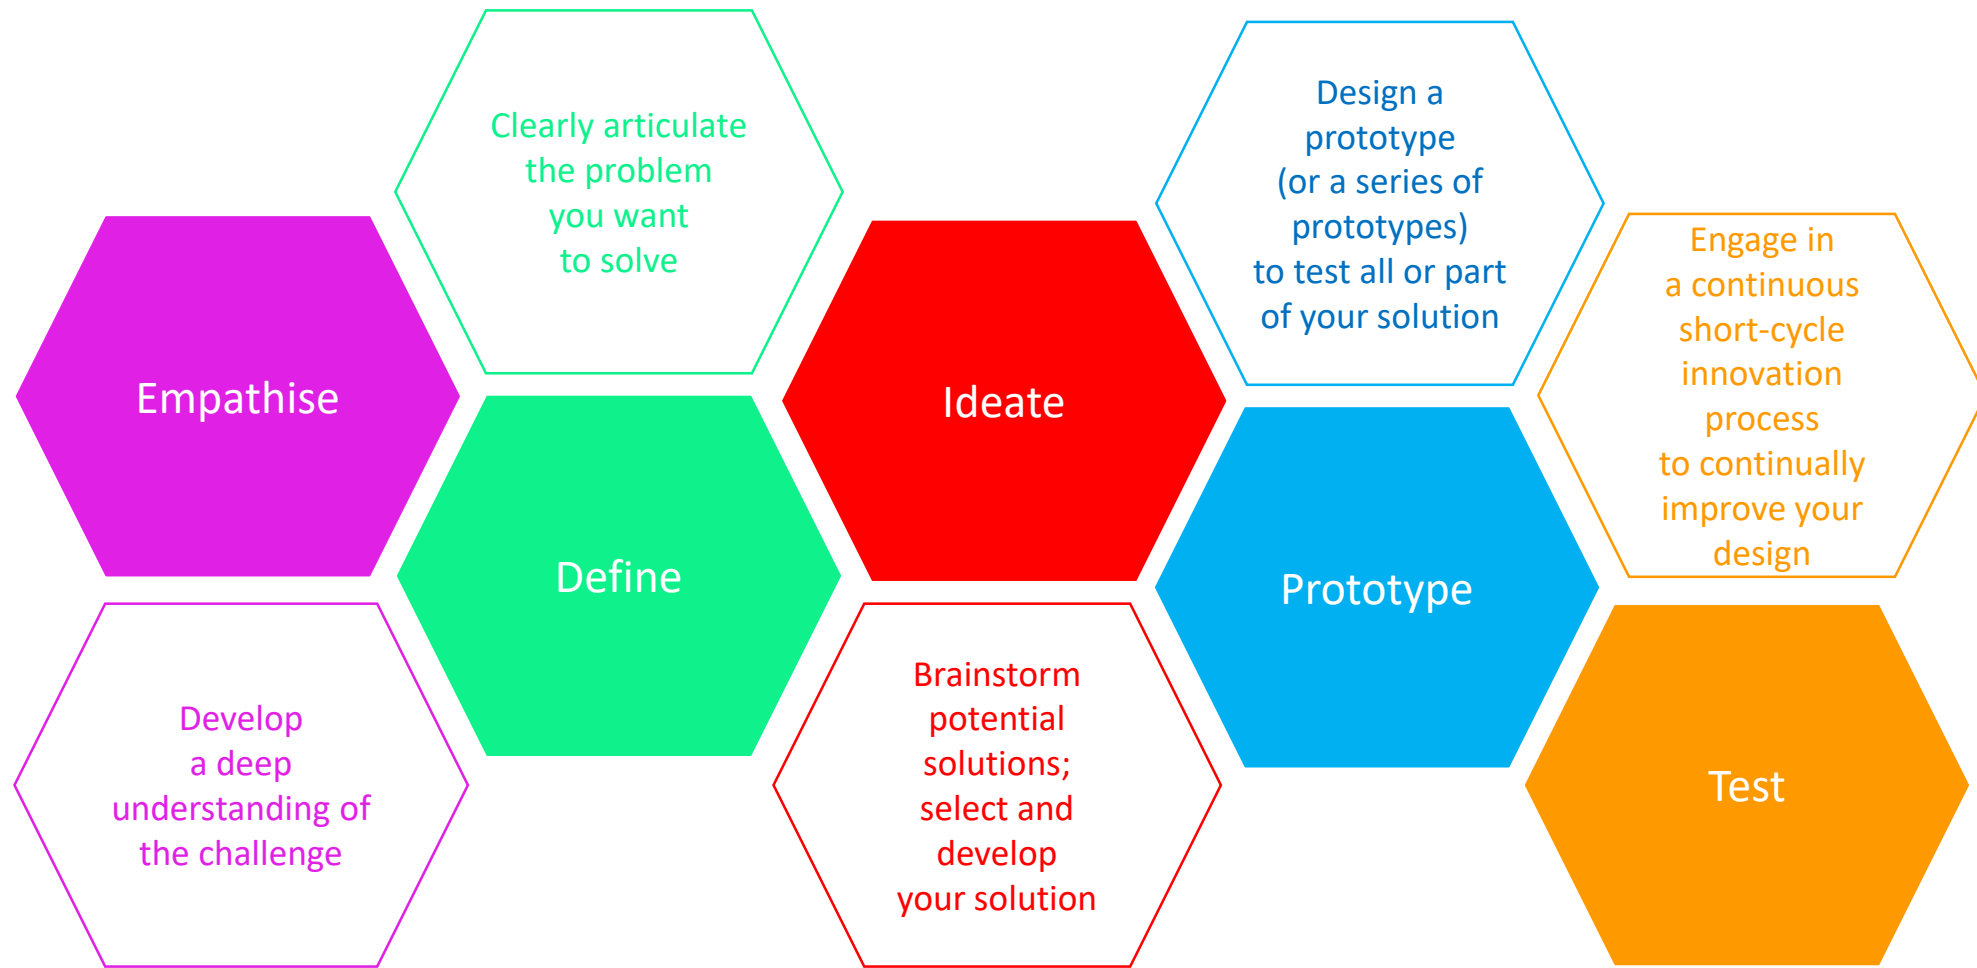 Empathise
Develop
a deep
understanding of
the challenge
Clearly articulate
the problem
you want
to solve
Define
Ideate
Brainstorm
potential
solutions;
select and
develop
your solution
Design a
prototype
(or a series of
prototypes)
to test all or part
of your solution
Prototype
Engage in
a continuous
short-cycle
innovation
process
to continually
improve your
design
Test